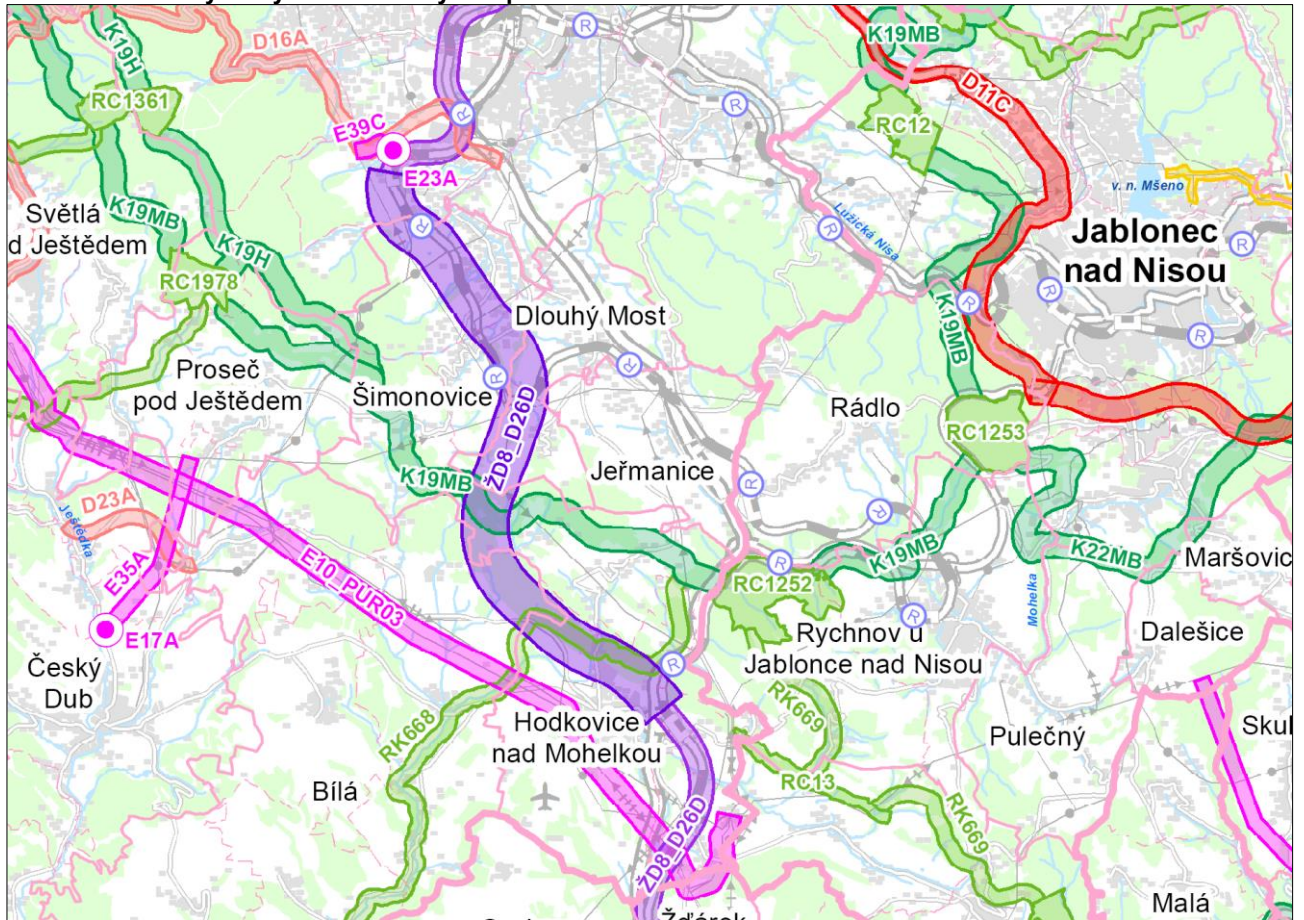 K19H
D16A
R
K19MB
D11C
RC1361
R
E39C
RC12
E23A
v. n. Mšeno
Světlá
d Ještědem
K19MB
K19H
R
R
Lužická Nisa
Jablonec
nad Nisou
R
RC1978
R
R
K19MB
Dlouhý Most
R
Proseč
pod Ještědem
R
R
Šimonovice
ŽD8_D26D
Rádlo
RC1253
K19MB
Jeřmanice
R
D23A
Ještědka
R
E35A
E10_PUR03
K19MB
K22MB
Maršovic
R
RC1252
Mohelka
R
E17A
Rychnov u
Jablonce nad Nisou
Dalešice
Český
Dub
R
RK668
RK669
Hodkovice
nad Mohelkou
Pulečný
Skul
Bílá
RC13
RK669
ŽD8_D26D
Malá
Žďárek